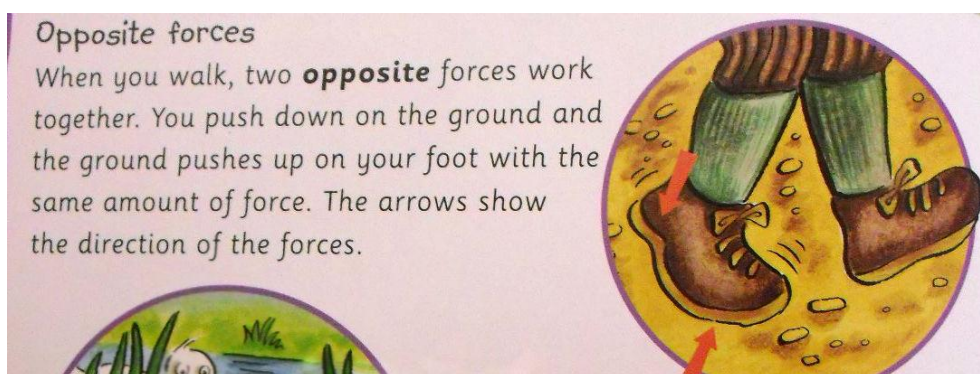 Opposite forces
When you walk, two opposite forces work
together. You push down on the ground and
the ground pushes up on your foot with the
same amount of force. The arrows show
the direction of the forces.